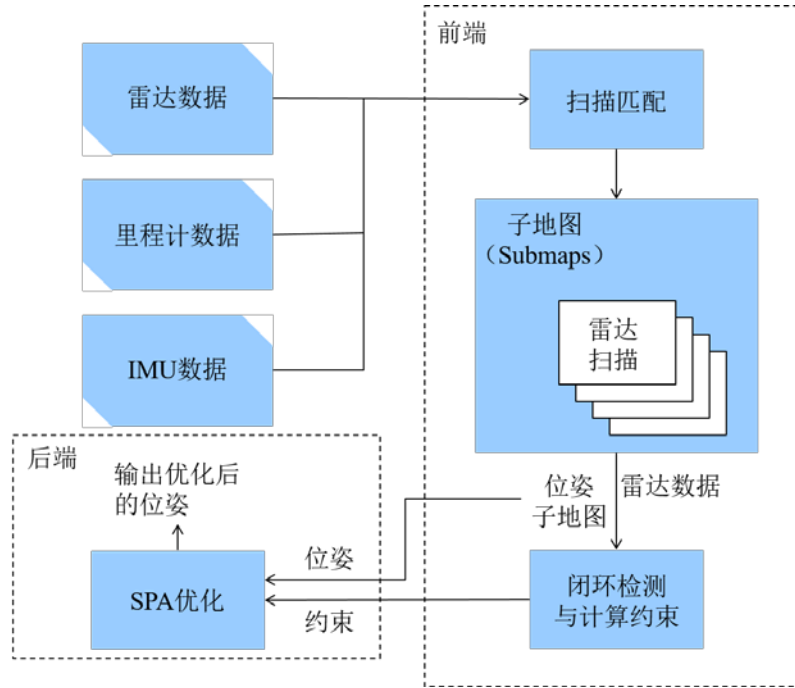 前端
雷达数据
扫描匹配
里程计数据
子地图
（Submaps）
雷达
扫描
IMU数据
后端
输出优化后
的位姿
位姿
子地图
雷达数据
位姿
SPA优化
约束
闭环检测
与计算约束